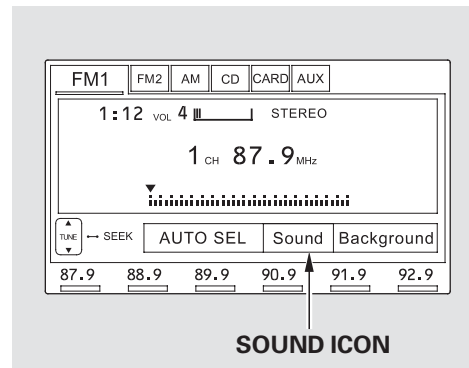 FM1 FM2 AM CD CARD AUX
1:12 VOL 4 STEREO
1 CH 87.9 MHz
TUNE SEEK AUTO SEL Sound Background
87.9 88.9 89.9 90.9 91.9 92.9
SOUND ICON